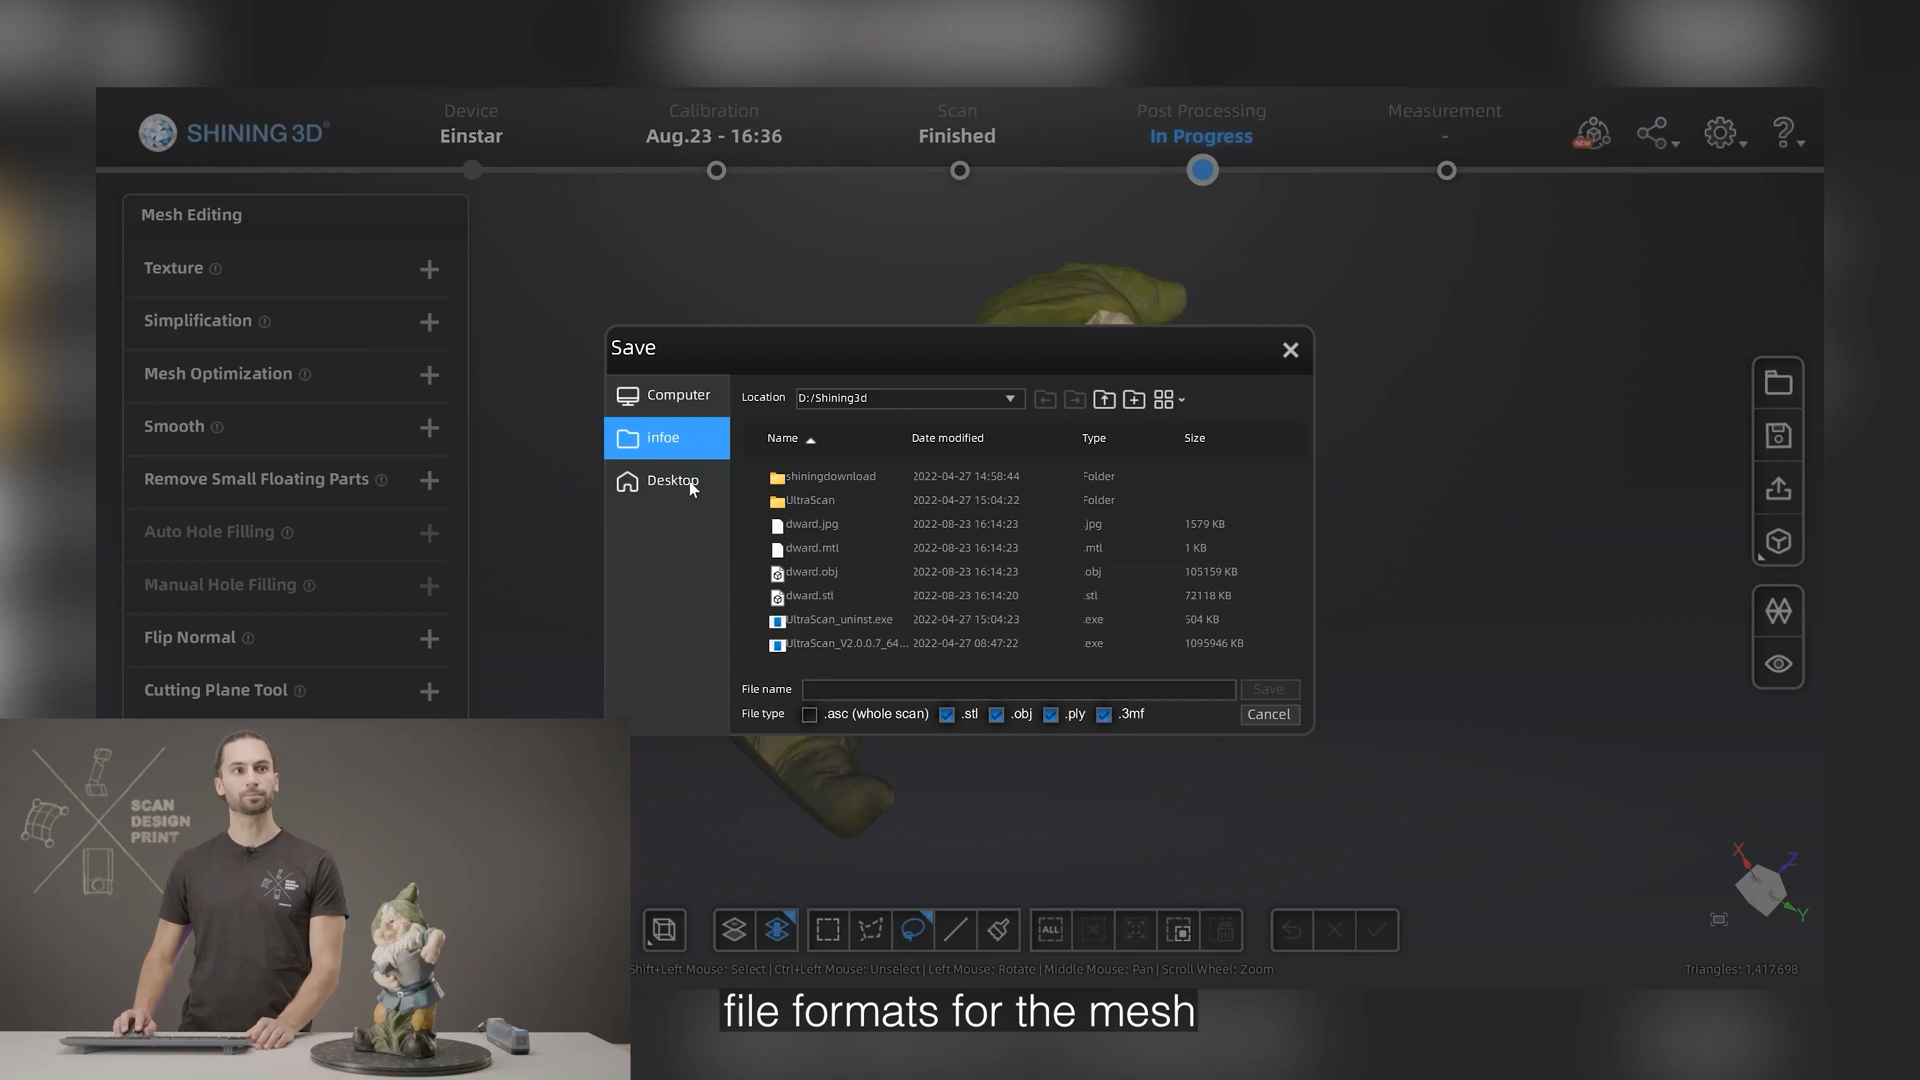 SHINING 3D®
Device
Einstar
Calibration
Aug.23 - 16:36
Scan
Finished
Post Processing
In Progress
Measurement
-
NEW
?
Mesh Editing
Texture
Simplification
Mesh Optimization
Smooth
Remove Small Floating Parts
Auto Hole Filling
Manual Hole Filling
Flip Normal
Cutting Plane Tool
Save
Computer
infoe
Desktop
Location D:/Shining3d
Name Date modified Type Size
shiningdownload 2022-04-27 14:58:44 Folder
UltraScan 2022-04-27 15:04:22 Folder
dward.jpg 2022-08-23 16:14:23 .jpg 1579 KB
dward.mtl 2022-08-23 16:14:23 .mtl 1 KB
dward.obj 2022-08-23 16:14:23 .obj 105159 KB
dward.stl 2022-08-23 16:14:20 .stl 72118 KB
UltraScan_uninst.exe 2022-04-27 15:04:23 .exe 504 KB
UltraScan_V2.0.0.7_64... 2022-04-27 08:47:22 .exe 1095946 KB
File name Save
File type .asc (whole scan) .stl .obj .ply .3mf Cancel
SCAN
DESIGN
PRINT
X
Z
Y
ALL
Shift+Left Mouse: Select | Ctrl+Left Mouse: Unselect | Left Mouse: Rotate | Middle Mouse: Pan | Scroll Wheel: Zoom
Triangles: 1,417,698
file formats for the mesh